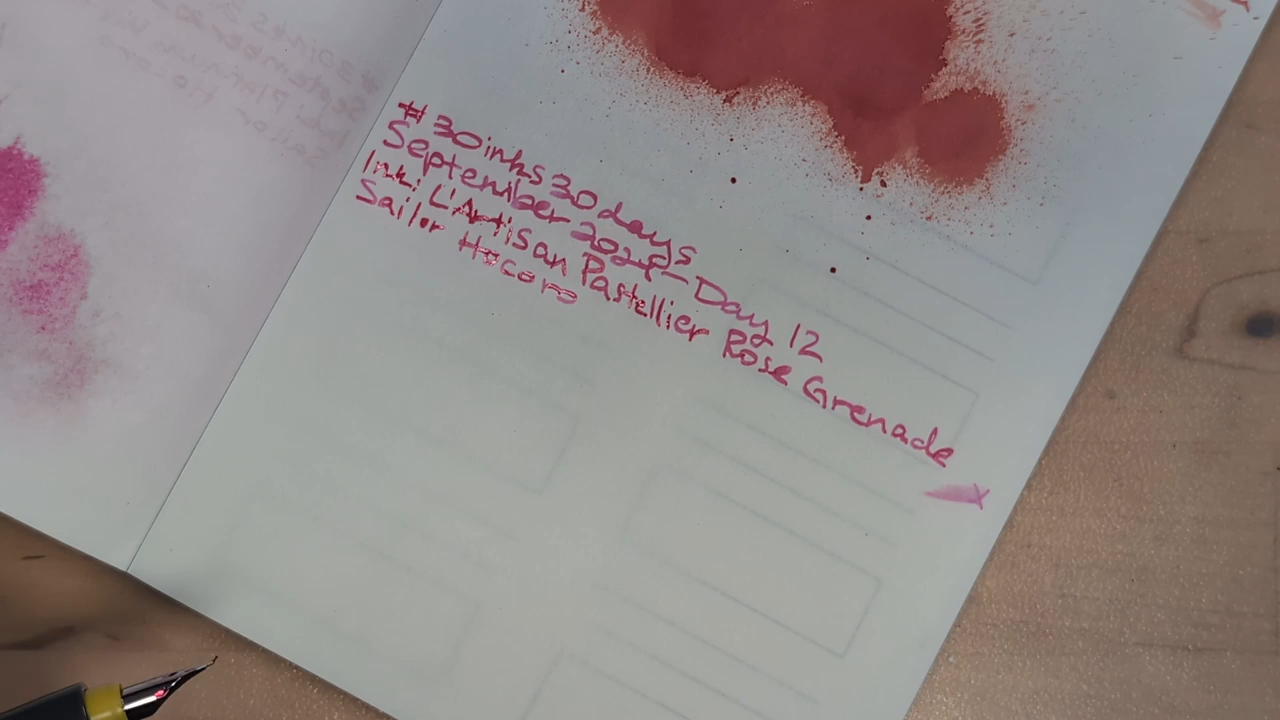 #30inks30days
September 2024-Day 12
Ink: L'Artisan Pastellier Rose Grenade
Sailor Hocoro